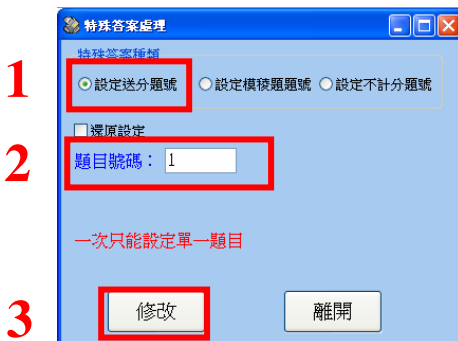 特殊答案處理
特殊答案種類
1
設定送分題號 設定模稜題題號 設定不計分題號
還原設定
2
題目號碼： 1
一次只能設定單一題目
3
修改 離開